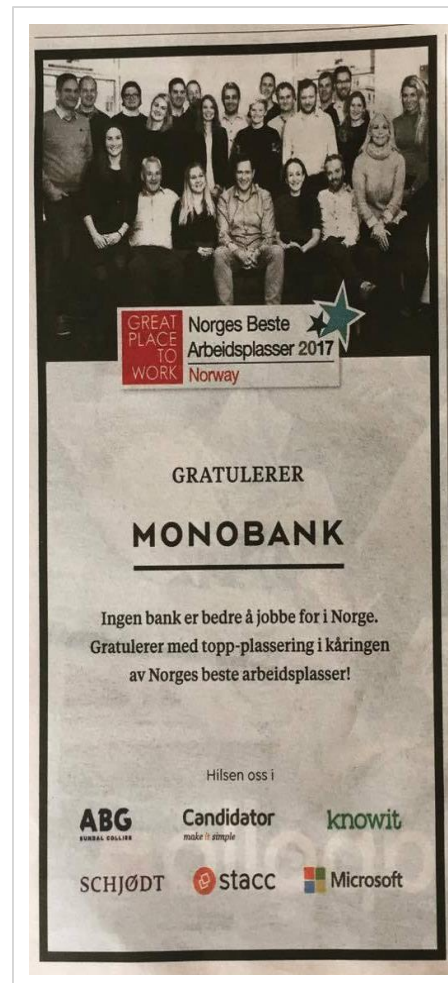 GREAT
PLACE
TO
WORK
Norges Beste
Arbeidsplasser 2017
Norway
GRATULERER
MONOBANK
Ingen bank er bedre å jobbe for i Norge.
Gratulerer med topp-plassering i kåringen
av Norges beste arbeidsplasser!
Hilsen oss i
ABG
SUNDAL COLLIER
Candidator
make it simple
knowit
SCHJØDT
stacc
Microsoft